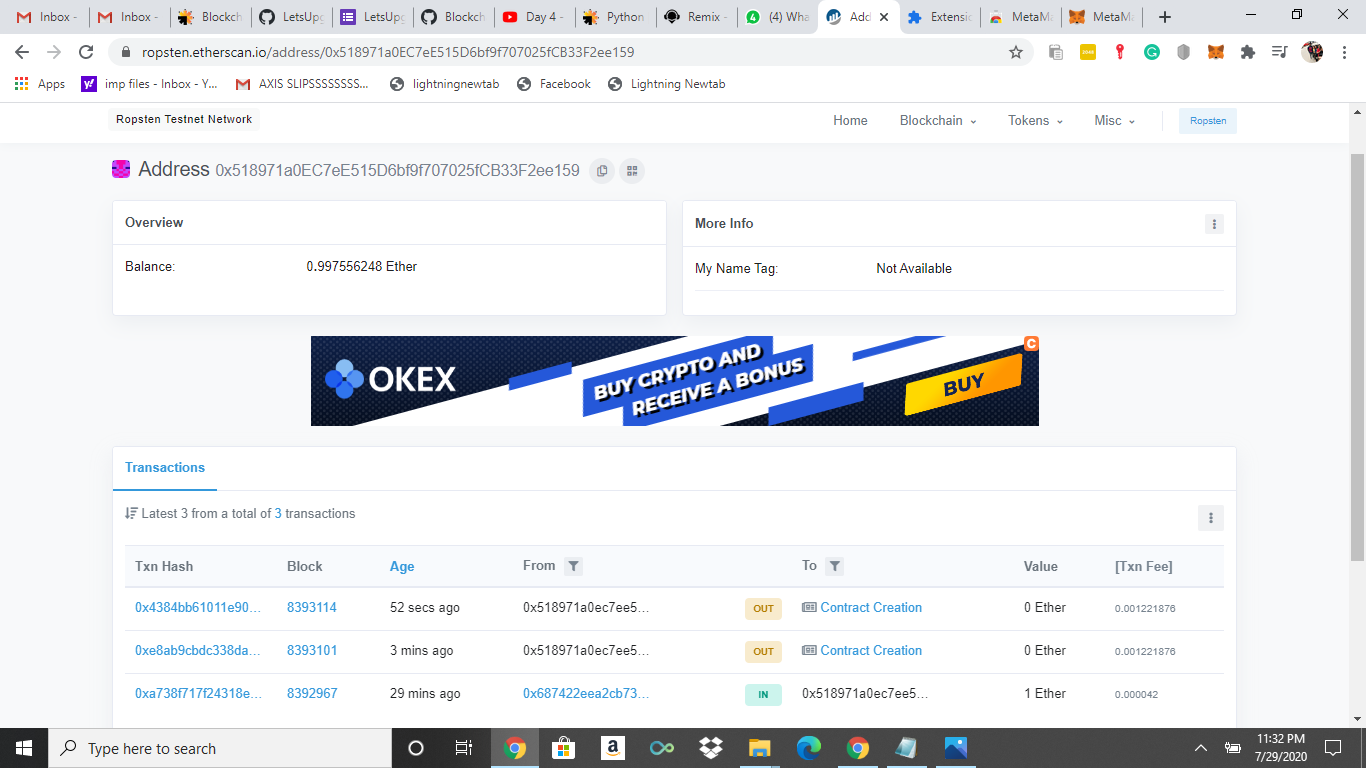 Inbox - 
Inbox - 
Blockch
LetsUpg
LetsUpg
Blockch
Day 4 -
Python
Remix -
(4) Wha
Add
Extensio
MetaMa
MetaMa
ropsten.etherscan.io/address/0x518971a0EC7eE515D6bf9f707025fCB33F2ee159
Apps
imp files - Inbox - Y...
AXIS SLIPSSSSSSSS...
lightningnewtab
Facebook
Lightning Newtab
Ropsten Testnet Network
Home
Blockchain
Tokens
Misc
Ropsten
Address 0x518971a0EC7eE515D6bf9f707025fCB33F2ee159
Overview
Balance: 0.997556248 Ether
More Info
My Name Tag: Not Available
OKEX
BUY CRYPTO AND
RECEIVE A BONUS
BUY
C
Transactions
Latest 3 from a total of 3 transactions
Txn Hash Block Age From To Value [Txn Fee]
0x4384bb61011e90... 8393114 52 secs ago 0x518971a0ec7ee5... OUT Contract Creation 0 Ether 0.001221876
0xe8ab9cbdc338da... 8393101 3 mins ago 0x518971a0ec7ee5... OUT Contract Creation 0 Ether 0.001221876
0xa738f717f24318e... 8392967 29 mins ago 0x687422eea2cb73... IN 0x518971a0ec7ee5... 1 Ether 0.000042
Type here to search
11:32 PM
7/29/2020